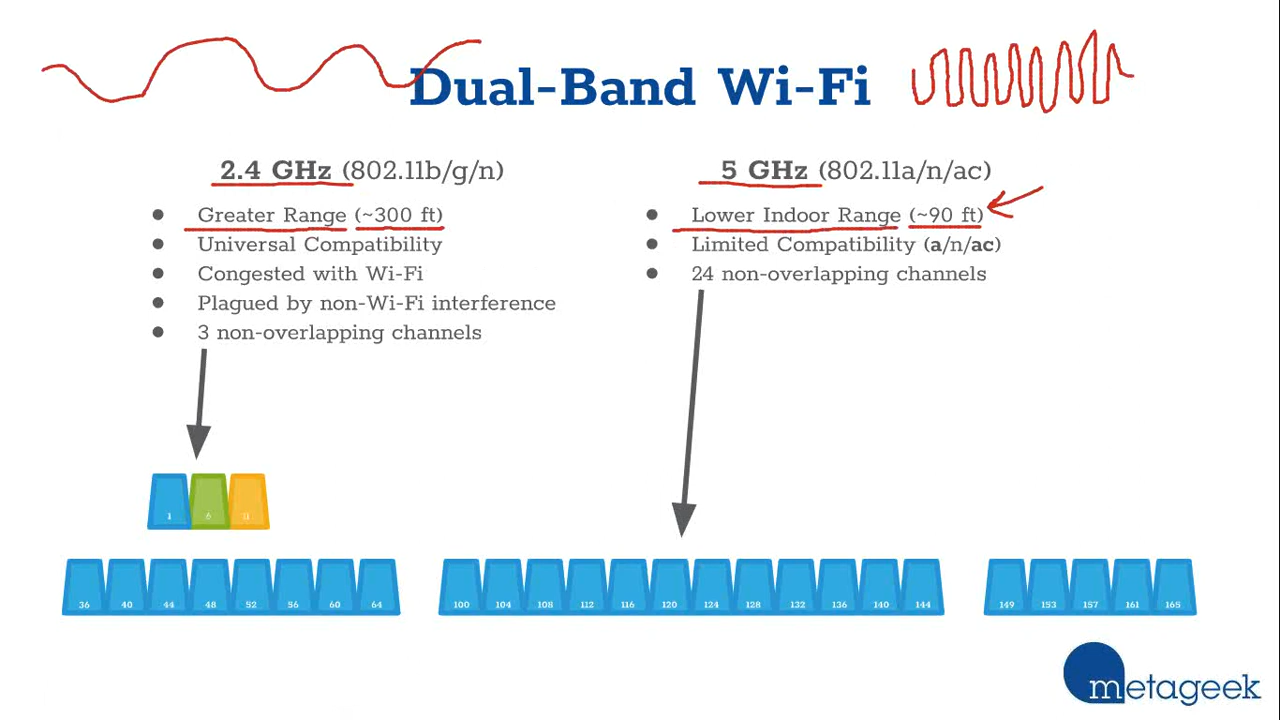 Dual-Band Wi-Fi
2.4 GHz (802.11b/g/n)
● Greater Range (~300 ft)
● Universal Compatibility
● Congested with Wi-Fi
● Plagued by non-Wi-Fi interference
● 3 non-overlapping channels
5 GHz (802.11a/n/ac)
● Lower Indoor Range (~90 ft)
● Limited Compatibility (a/n/ac)
● 24 non-overlapping channels
1 6 11
36 40 44 48 52 56 60 64 100 104 108 112 116 120 124 128 132 136 140 144 149 153 157 161 165
metageek